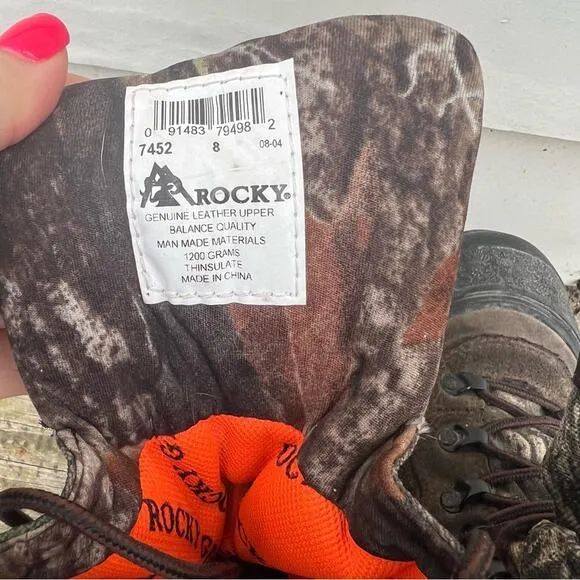 0 91483 79498 2
7452 8 08-04
ROCKY®
GENUINE LEATHER UPPER
BALANCE QUALITY
MAN MADE MATERIALS
1200 GRAMS
THINSULATE
MADE IN CHINA
ROCKY G